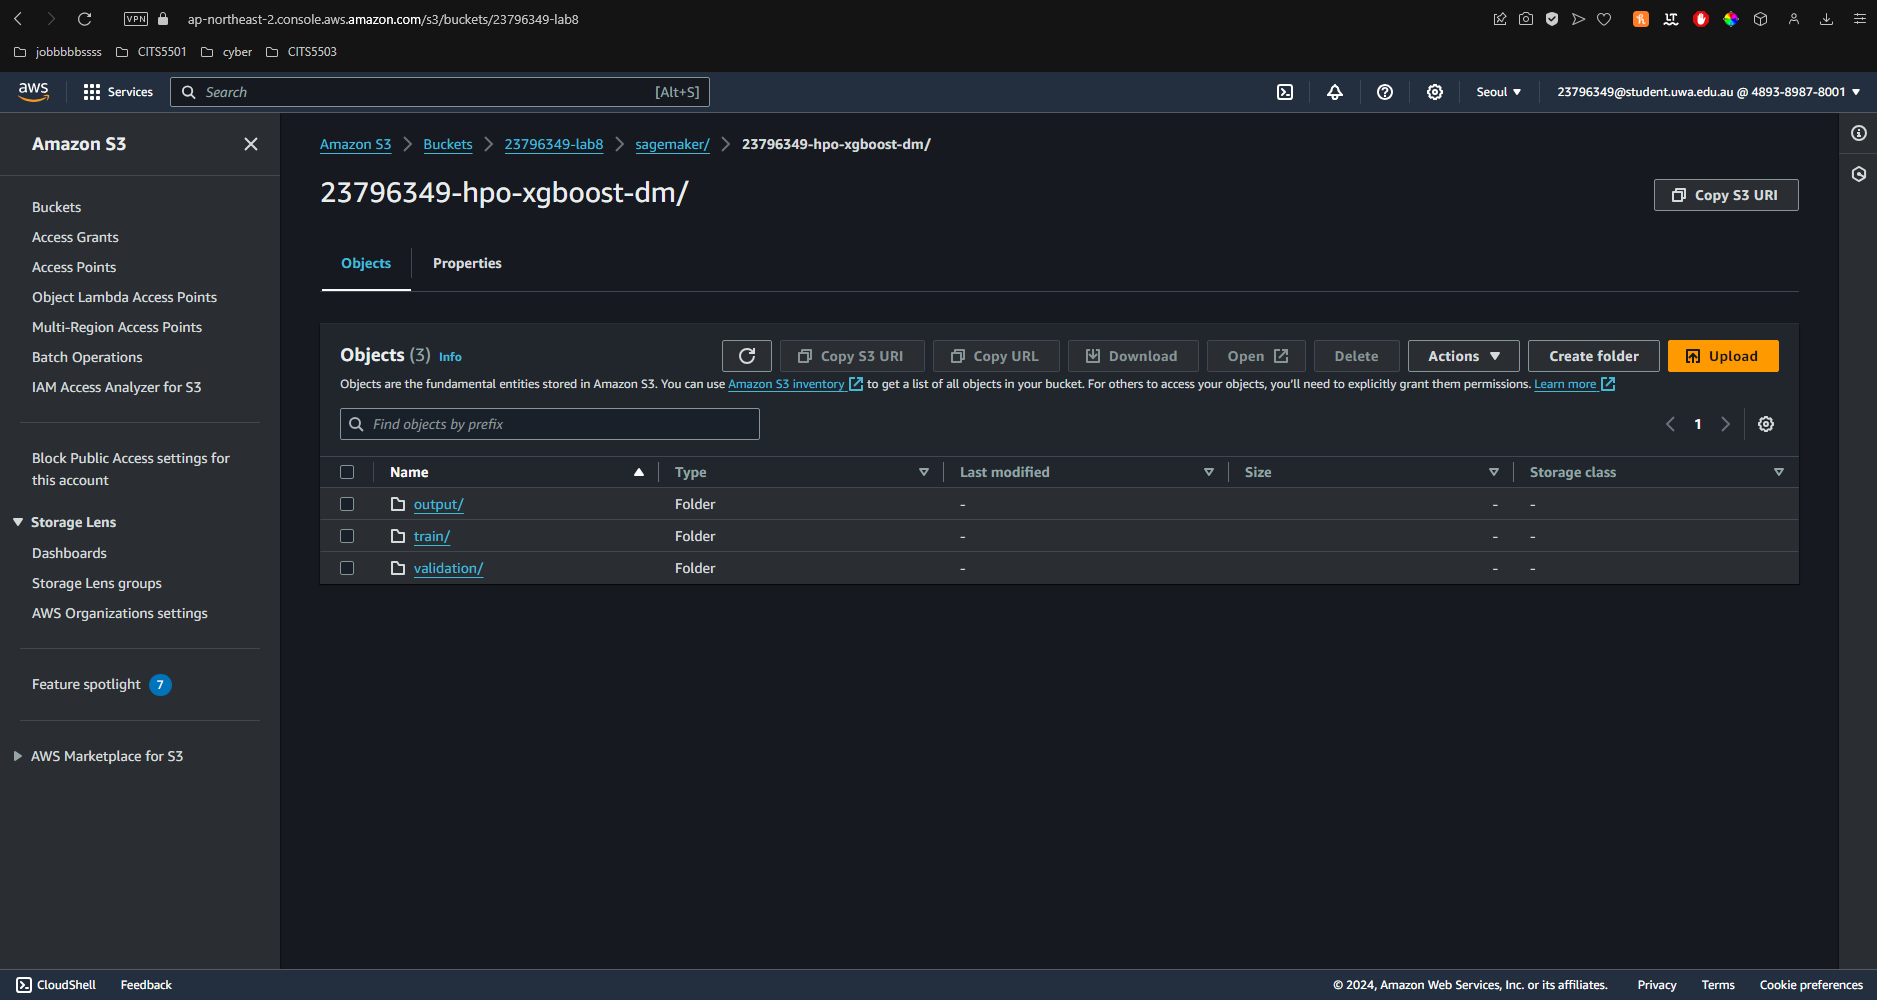 VPN ap-northeast-2.console.aws.amazon.com/s3/buckets/23796349-lab8
jobbbbbssss CITS5501 cyber CITS5503
aws Services Search [Alt+S] Seoul 23796349@student.uwa.edu.au @ 4893-8987-8001
Amazon S3
Buckets
Access Grants
Access Points
Object Lambda Access Points
Multi-Region Access Points
Batch Operations
IAM Access Analyzer for S3
Block Public Access settings for
this account
Storage Lens
Dashboards
Storage Lens groups
AWS Organizations settings
Feature spotlight 7
AWS Marketplace for S3
Amazon S3 Buckets 23796349-lab8 sagemaker/ 23796349-hpo-xgboost-dm/
23796349-hpo-xgboost-dm/
Copy S3 URI
Objects Properties
Objects (3) Info Copy S3 URI Copy URL Download Open Delete Actions Create folder Upload
Objects are the fundamental entities stored in Amazon S3. You can use Amazon S3 inventory to get a list of all objects in your bucket. For others to access your objects, you'll need to explicitly grant them permissions. Learn more
Find objects by prefix 1
Name Type Last modified Size Storage class
output/ Folder - - -
train/ Folder - - -
validation/ Folder - - -
CloudShell Feedback © 2024, Amazon Web Services, Inc. or its affiliates. Privacy Terms Cookie preferences